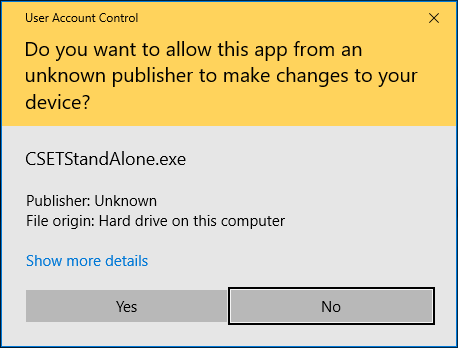 User Account Control
Do you want to allow this app from an
unknown publisher to make changes to your
device?
CSETStandAlone.exe
Publisher: Unknown
File origin: Hard drive on this computer
Show more details
Yes
No